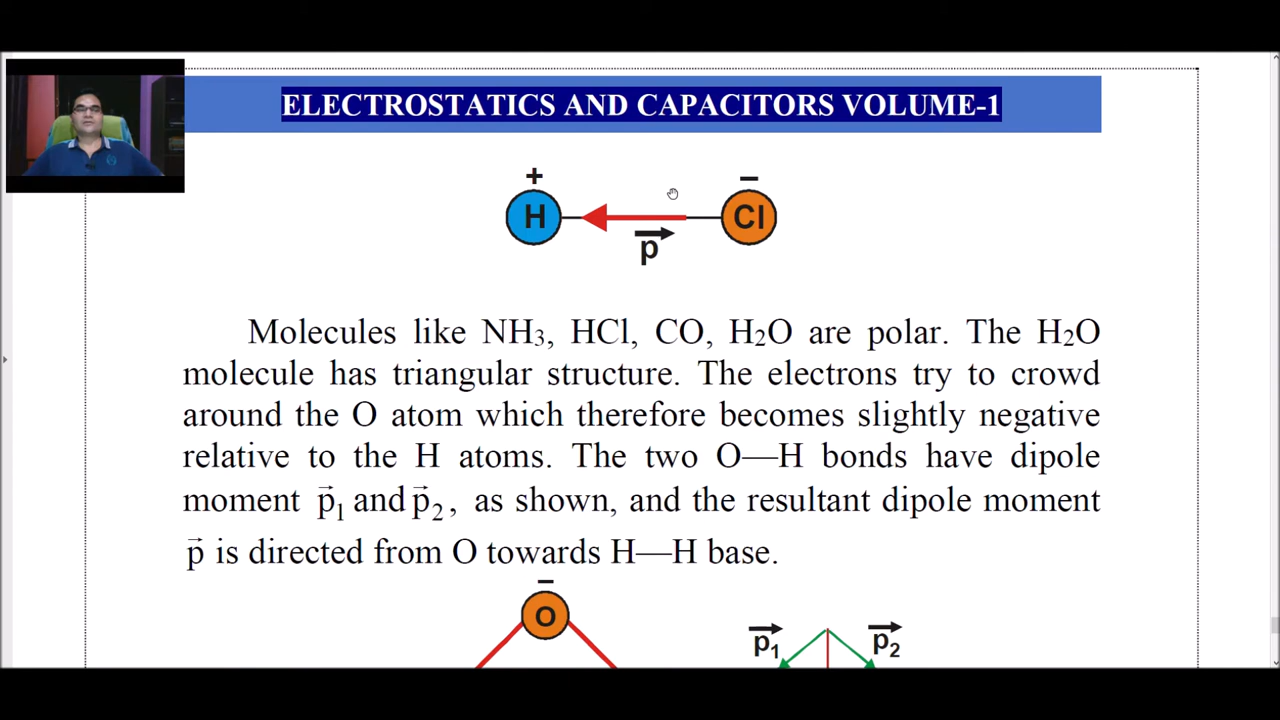 ELECTROSTATICS AND CAPACITORS VOLUME-1
+ −
H Cl
p⃗
Molecules like NH₃, HCl, CO, H₂O are polar. The H₂O
molecule has triangular structure. The electrons try to crowd
around the O atom which therefore becomes slightly negative
relative to the H atoms. The two O—H bonds have dipole
moment p⃗₁ and p⃗₂, as shown, and the resultant dipole moment
p⃗ is directed from O towards H—H base.
−
O
p⃗₁ p⃗₂